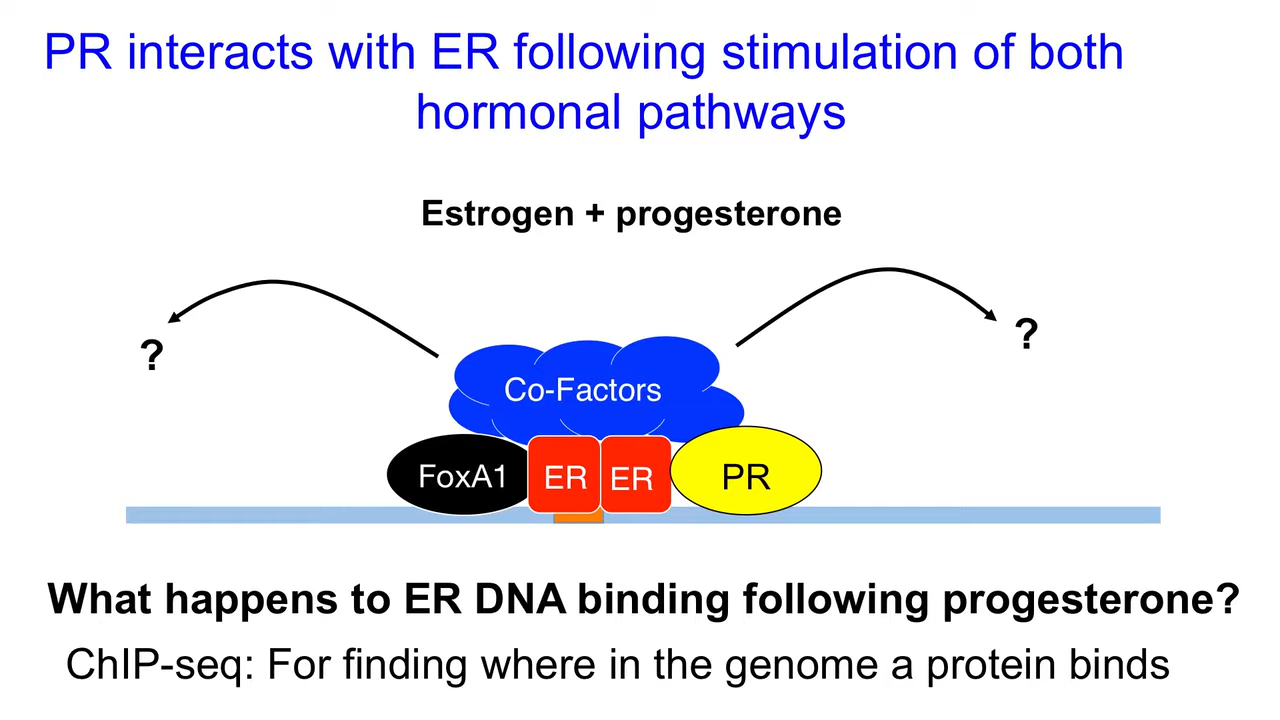 PR interacts with ER following stimulation of both
hormonal pathways
Estrogen + progesterone
?
?
Co-Factors
FoxA1
ER
ER
PR
What happens to ER DNA binding following progesterone?
ChIP-seq: For finding where in the genome a protein binds